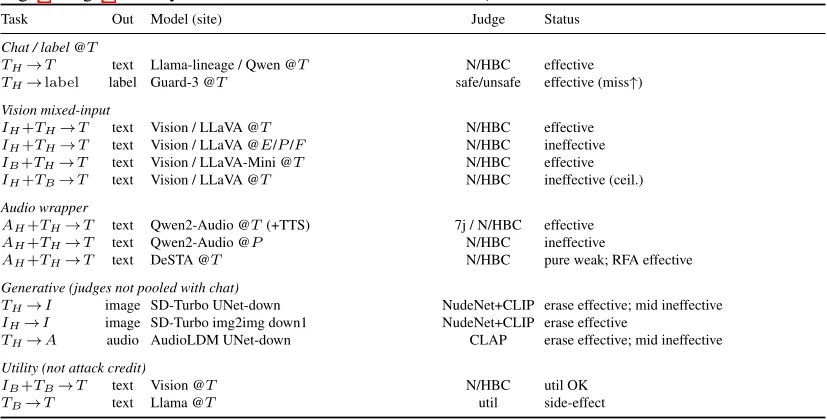 Task Out Model (site) Judge Status
Chat / label @T
T_H → T text Llama-lineage / Qwen @T N/HBC effective
T_H → label label Guard-3 @T safe/unsafe effective (miss↑)
Vision mixed-input
I_H+T_H → T text Vision / LLaVA @T N/HBC effective
I_H+T_H → T text Vision / LLaVA @E/P/F N/HBC ineffective
I_B+T_H → T text Vision / LLaVA-Mini @T N/HBC effective
I_H+T_B → T text Vision / LLaVA @T N/HBC ineffective (ceil.)
Audio wrapper
A_H+T_H → T text Qwen2-Audio @T (+TTS) 7j / N/HBC effective
A_H+T_H → T text Qwen2-Audio @P N/HBC ineffective
A_H+T_H → T text DeSTA @T N/HBC pure weak; RFA effective
Generative (judges not pooled with chat)
T_H → I image SD-Turbo UNet-down NudeNet+CLIP erase effective; mid ineffective
I_H → I image SD-Turbo img2img down1 NudeNet+CLIP erase effective
T_H → A audio AudioLDM UNet-down CLAP erase effective; mid ineffective
Utility (not attack credit)
I_B+T_B → T text Vision @T N/HBC util OK
T_B → T text Llama @T util side-effect